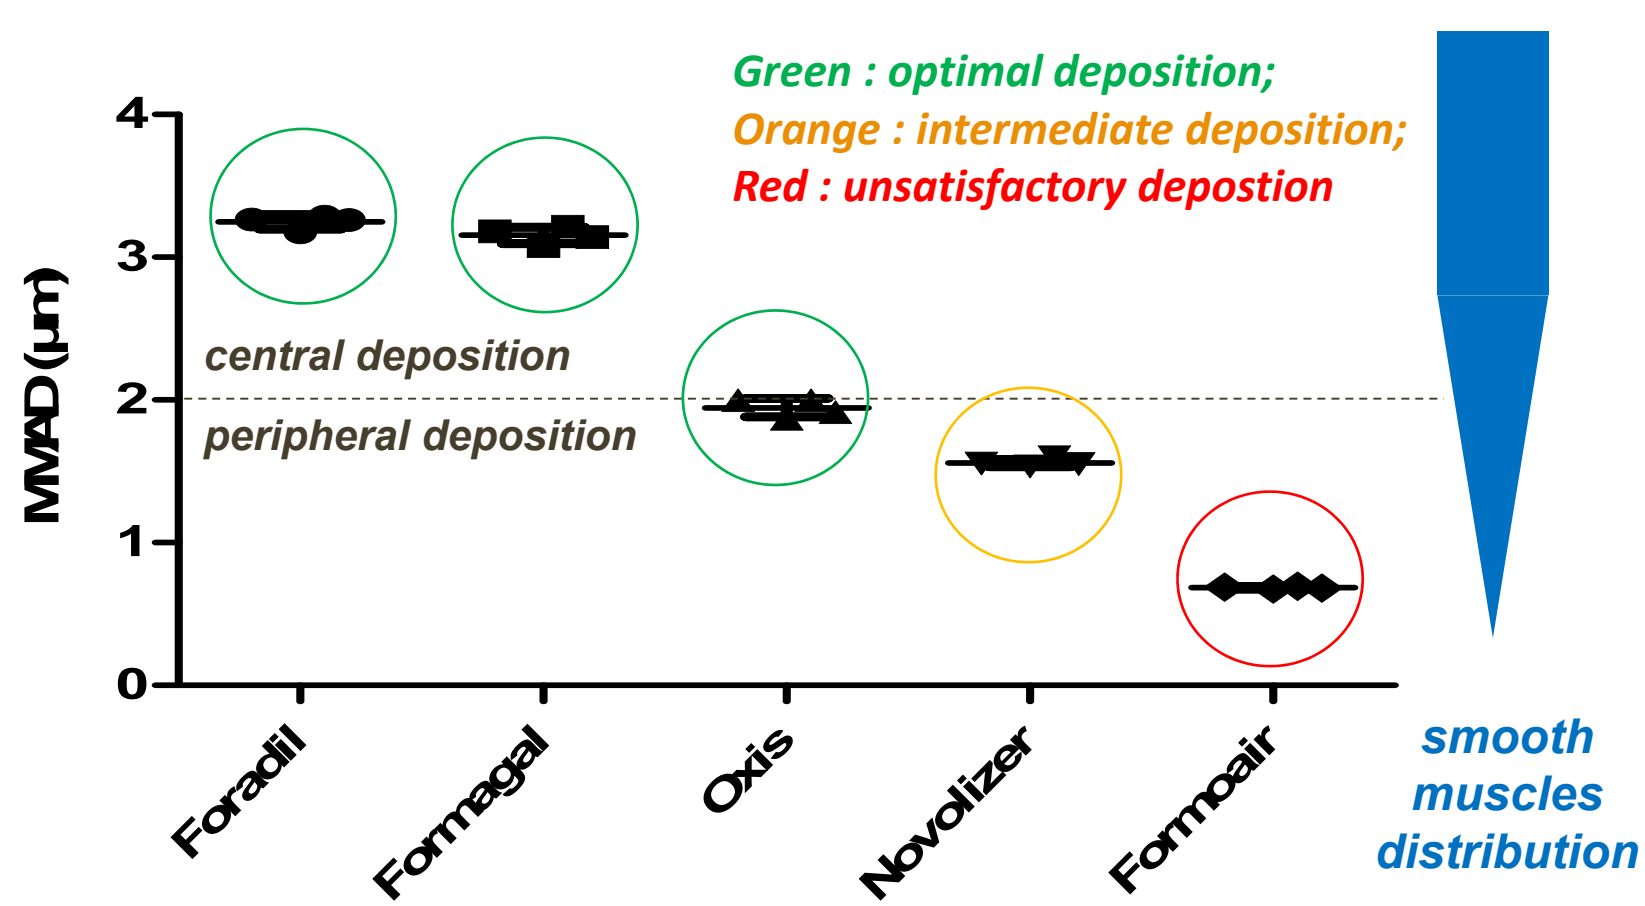 Green : optimal deposition;
Orange : intermediate deposition;
Red : unsatisfactory depostion
MMAD (µm)
4
3
2
1
0
central deposition
peripheral deposition
Foradil
Formagal
Oxis
Novolizer
Formoair
smooth
muscles
distribution